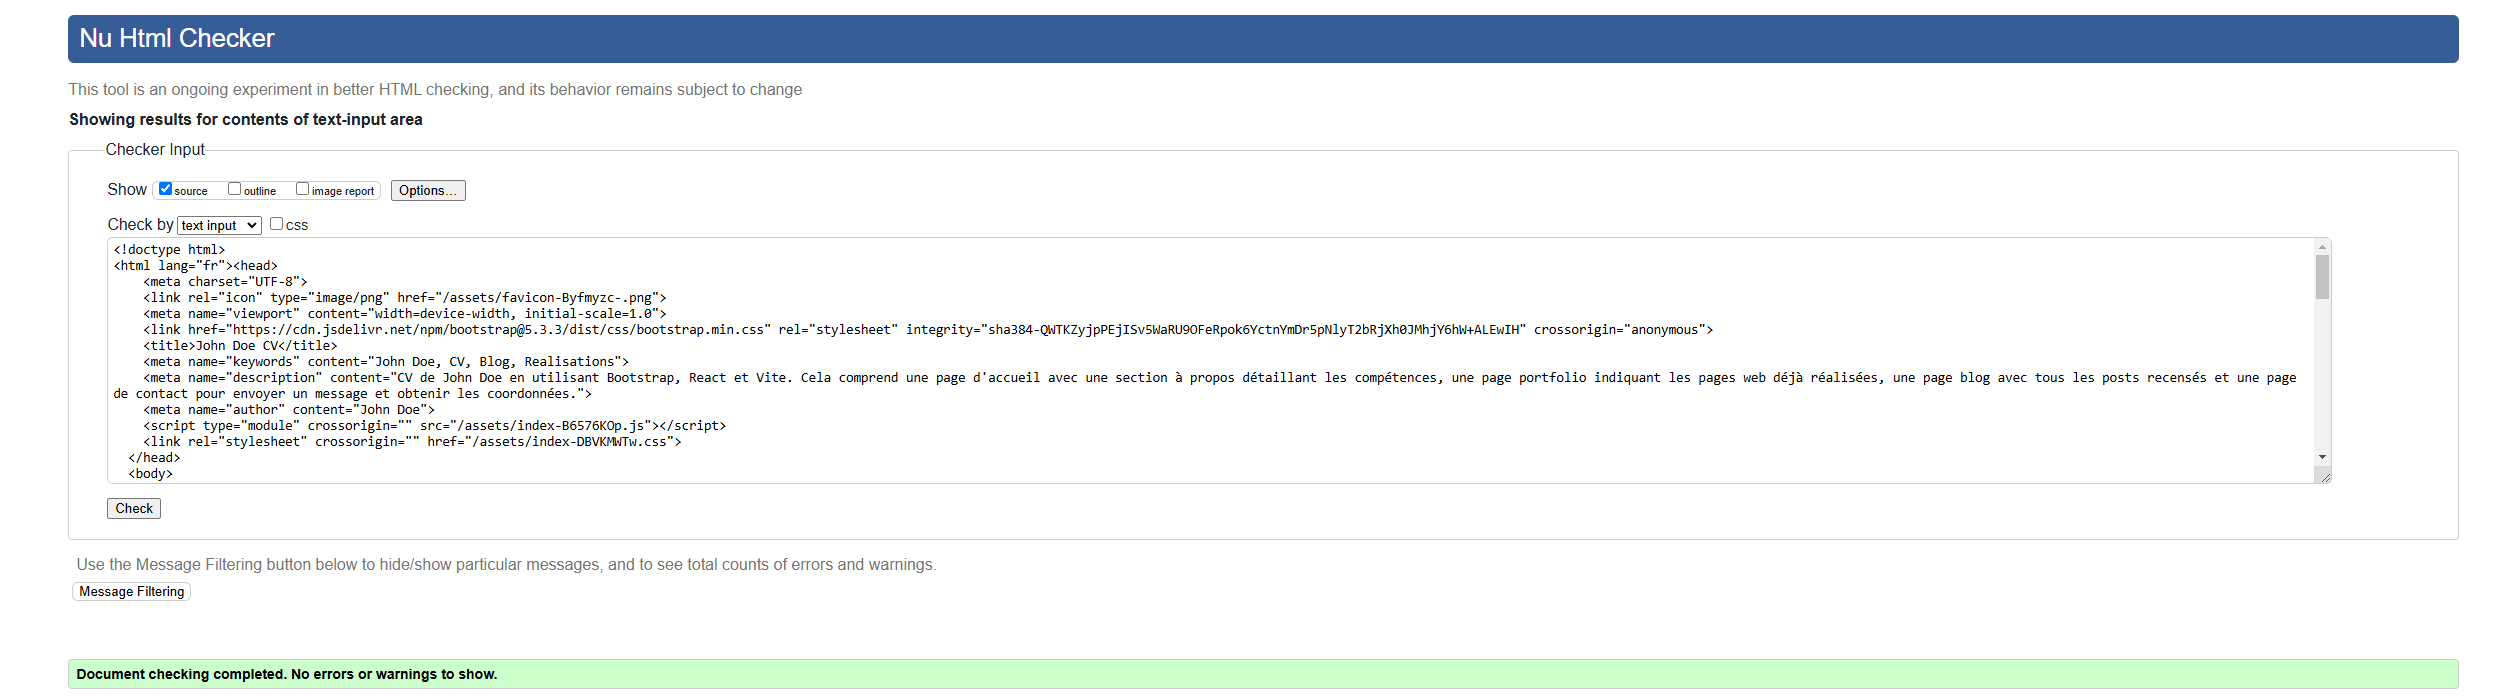 Nu Html Checker
This tool is an ongoing experiment in better HTML checking, and its behavior remains subject to change
Showing results for contents of text-input area
Checker Input
Show source outline image report Options...
Check by text input css
<!doctype html>
<html lang="fr"><head>
<meta charset="UTF-8">
<link rel="icon" type="image/png" href="/assets/favicon-Byfmyzc-.png">
<meta name="viewport" content="width=device-width, initial-scale=1.0">
<link href="https://cdn.jsdelivr.net/npm/bootstrap@5.3.3/dist/css/bootstrap.min.css" rel="stylesheet" integrity="sha384-QWTKZyjpPEjISv5WaRU9OFeRpok6YctnYmDr5pNlyT2bRjXh0JMhjY6hW+ALEwIH" crossorigin="anonymous">
<title>John Doe CV</title>
<meta name="keywords" content="John Doe, CV, Blog, Realisations">
<meta name="description" content="CV de John Doe en utilisant Bootstrap, React et Vite. Cela comprend une page d'accueil avec une section à propos détaillant les compétences, une page portfolio indiquant les pages web déjà réalisées, une page blog avec tous les posts recensés et une page
de contact pour envoyer un message et obtenir les coordonnées.">
<meta name="author" content="John Doe">
<script type="module" crossorigin="" src="/assets/index-B6576KOp.js"></script>
<link rel="stylesheet" crossorigin="" href="/assets/index-DBVKMWTw.css">
</head>
<body>
Check
Use the Message Filtering button below to hide/show particular messages, and to see total counts of errors and warnings.
Message Filtering
Document checking completed. No errors or warnings to show.